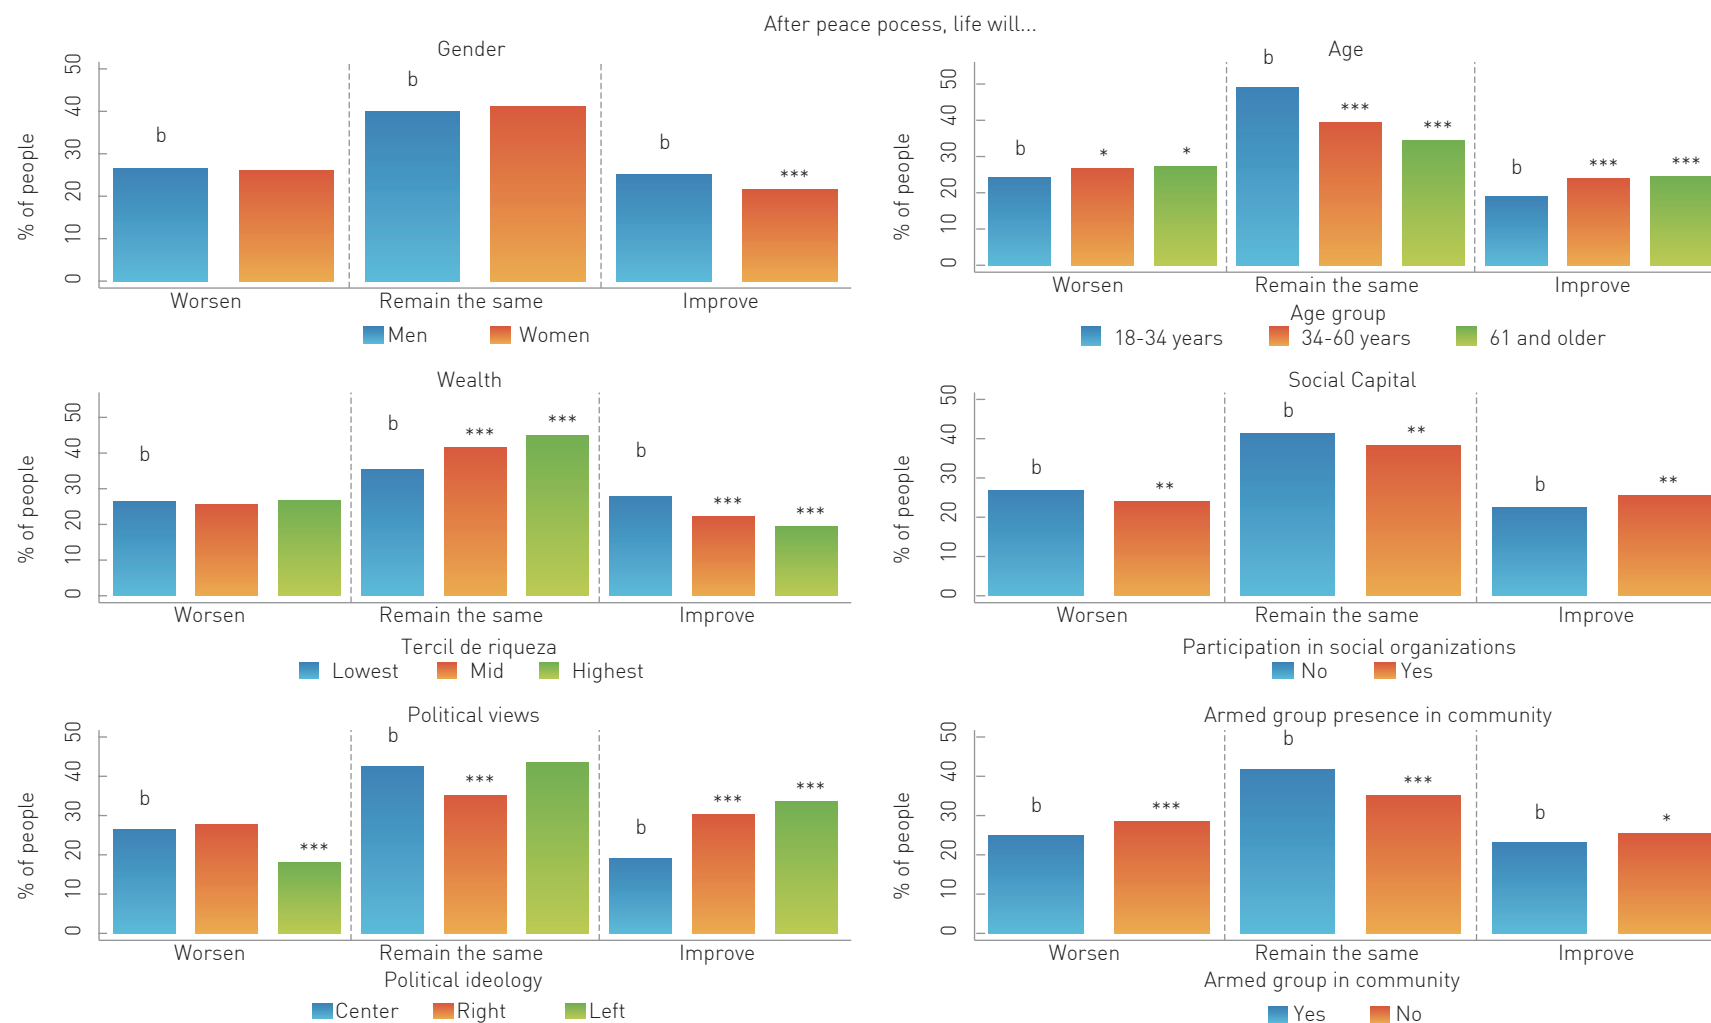 After peace pocess, life will...
Gender
% of people
50
40
30
20
10
0
b
b
b
***
Worsen Remain the same Improve
Men Women
Age
% of people
50
40
30
20
10
0
b
* *
b
***
***
b
*** ***
Worsen Remain the same Improve
Age group
18-34 years 34-60 years 61 and older
Wealth
% of people
50
40
30
20
10
0
b
b
***
***
b
***
***
Worsen Remain the same Improve
Tercil de riqueza
Lowest Mid Highest
Social Capital
% of people
50
40
30
20
10
0
b
**
b
**
b
**
Worsen Remain the same Improve
Participation in social organizations
No Yes
Political views
% of people
50
40
30
20
10
0
b
***
b
***
b
***
***
Worsen Remain the same Improve
Political ideology
Center Right Left
Armed group presence in community
% of people
50
40
30
20
10
0
b
***
b
***
b
*
Worsen Remain the same Improve
Armed group in community
Yes No